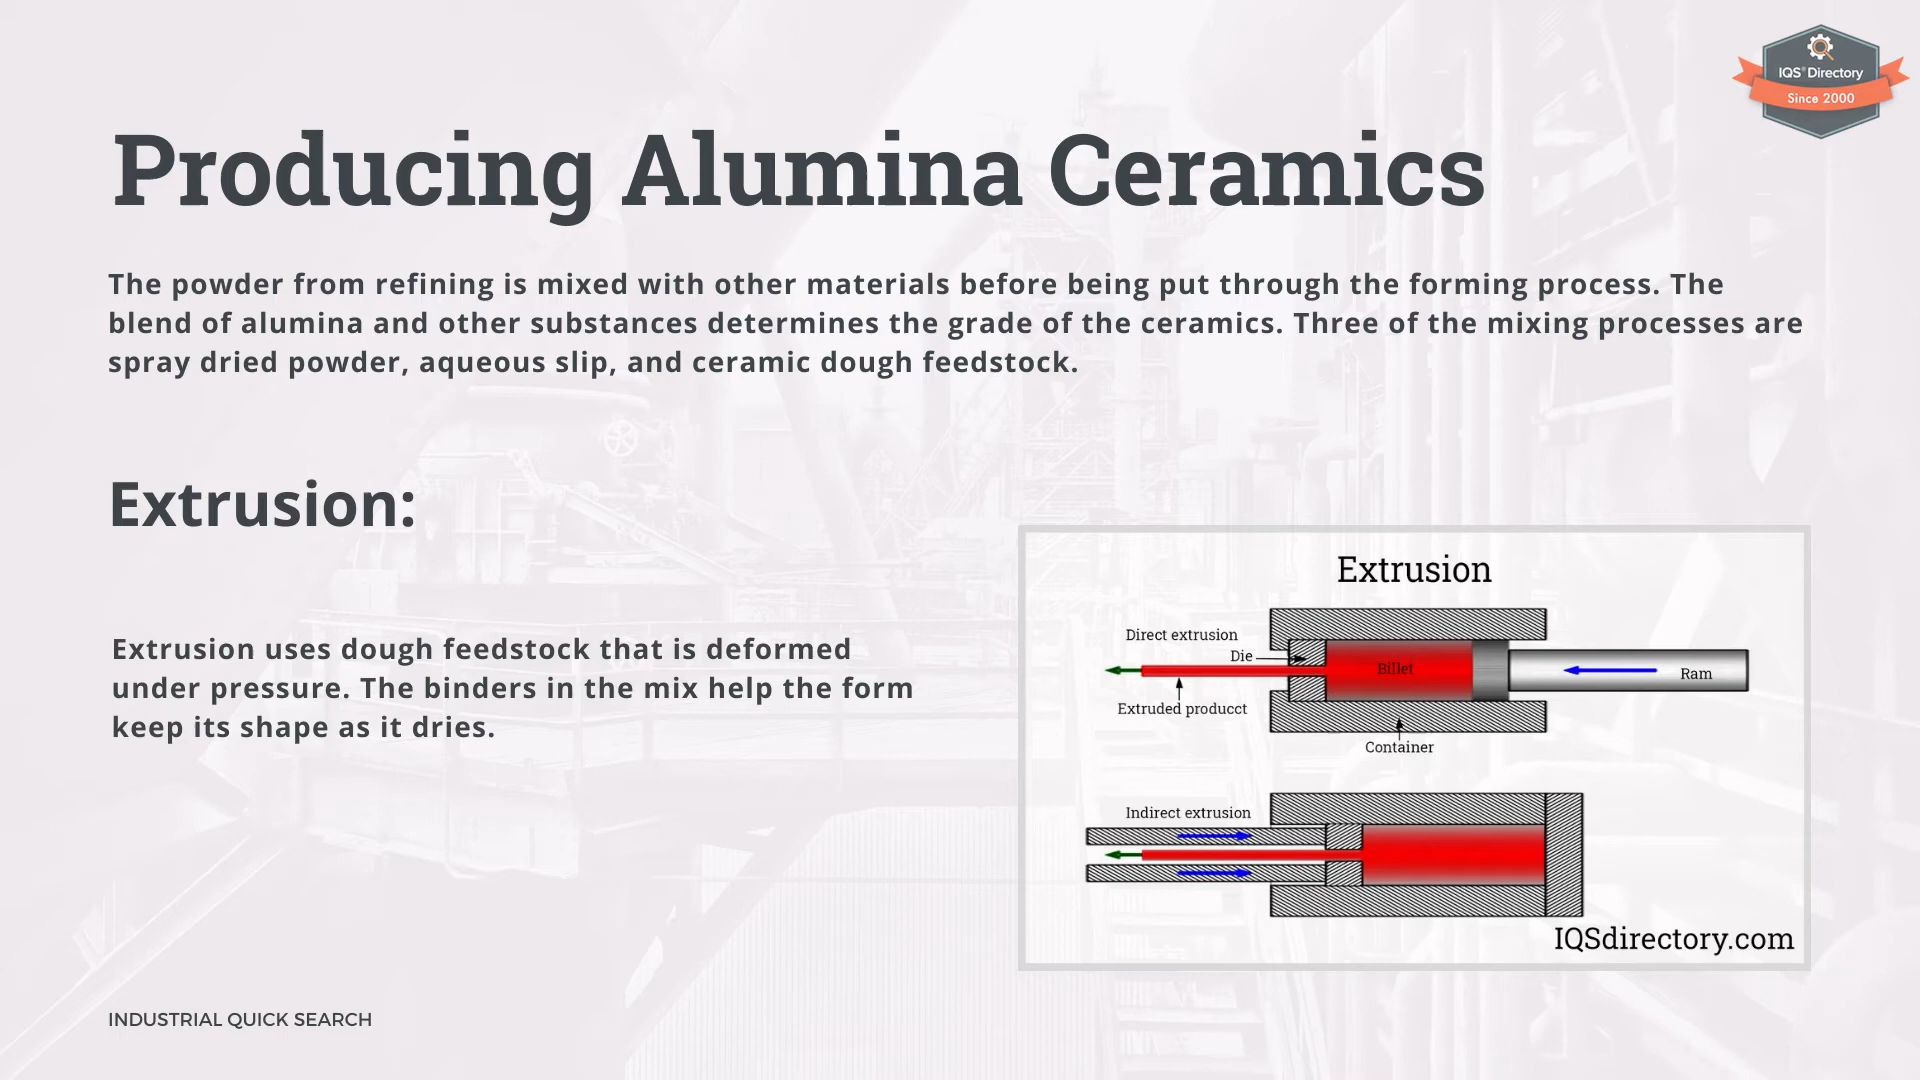 IQS® Directory
Since 2000
Producing Alumina Ceramics
The powder from refining is mixed with other materials before being put through the forming process. The
blend of alumina and other substances determines the grade of the ceramics. Three of the mixing processes are
spray dried powder, aqueous slip, and ceramic dough feedstock.
Extrusion:
Extrusion uses dough feedstock that is deformed
under pressure. The binders in the mix help the form
keep its shape as it dries.
Extrusion
Direct extrusion
Die
Billet
Ram
Extruded producct
Container
Indirect extrusion
IQSdirectory.com
INDUSTRIAL QUICK SEARCH